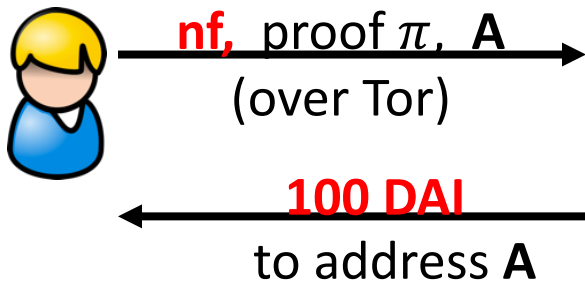 nf, proof π, A
(over Tor)
100 DAI
to address A